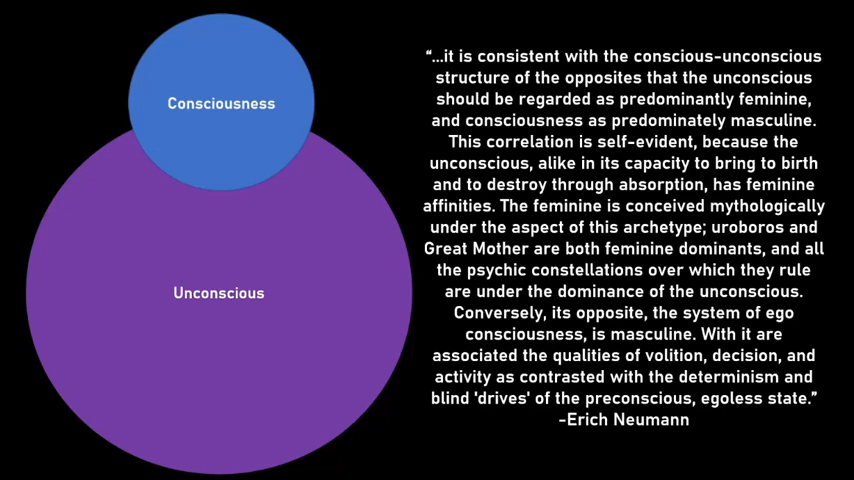 Consciousness
Unconscious
“...it is consistent with the conscious-unconscious
structure of the opposites that the unconscious
should be regarded as predominantly feminine,
and consciousness as predominately masculine.
This correlation is self-evident, because the
unconscious, alike in its capacity to bring to birth
and to destroy through absorption, has feminine
affinities. The feminine is conceived mythologically
under the aspect of this archetype; uroboros and
Great Mother are both feminine dominants, and all
the psychic constellations over which they rule
are under the dominance of the unconscious.
Conversely, its opposite, the system of ego
consciousness, is masculine. With it are
associated the qualities of volition, decision, and
activity as contrasted with the determinism and
blind 'drives' of the preconscious, egoless state.”
-Erich Neumann